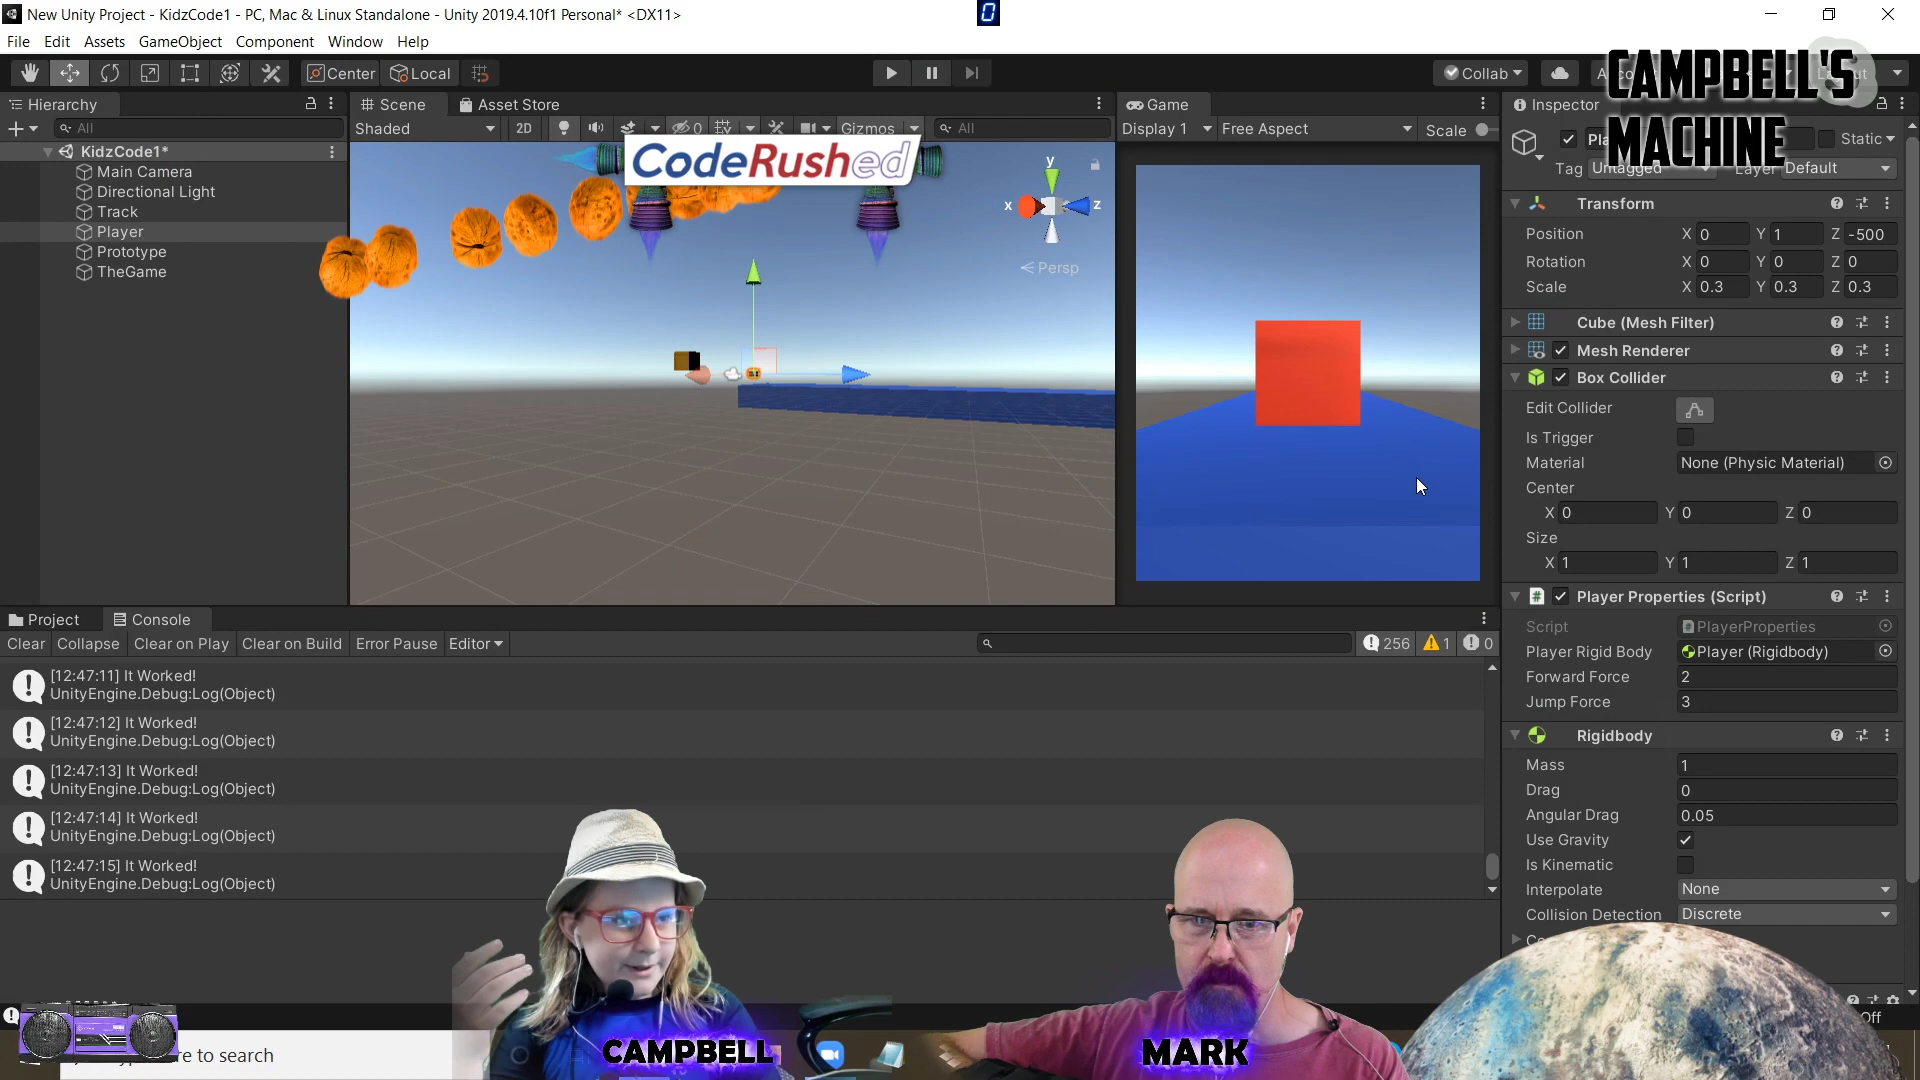 New Unity Project - KidzCode1 - PC, Mac & Linux Standalone - Unity 2019.4.10f1 Personal* <DX11>
0
File Edit Assets GameObject Component Window Help
Center Local
Collab
CAMPBELL'S
MACHINE
Hierarchy
All
KidzCode1*
Main Camera
Directional Light
Track
Player
Prototype
TheGame
Scene Asset Store
Shaded 2D 0 Gizmos All
CodeRushed
y
x z
Persp
Game
Display 1 Free Aspect Scale
Inspector
Static
Tag Untagged Layer Default
Transform
Position X 0 Y 1 Z -500
Rotation X 0 Y 0 Z 0
Scale X 0.3 Y 0.3 Z 0.3
Cube (Mesh Filter)
Mesh Renderer
Box Collider
Edit Collider
Is Trigger
Material None (Physic Material)
Center
X 0 Y 0 Z 0
Size
X 1 Y 1 Z 1
Player Properties (Script)
Script PlayerProperties
Player Rigid Body Player (Rigidbody)
Forward Force 2
Jump Force 3
Rigidbody
Mass 1
Drag 0
Angular Drag 0.05
Use Gravity
Is Kinematic
Interpolate None
Collision Detection Discrete
Project Console
Clear Collapse Clear on Play Clear on Build Error Pause Editor 256 1 0
[12:47:11] It Worked!
UnityEngine.Debug:Log(Object)
[12:47:12] It Worked!
UnityEngine.Debug:Log(Object)
[12:47:13] It Worked!
UnityEngine.Debug:Log(Object)
[12:47:14] It Worked!
UnityEngine.Debug:Log(Object)
[12:47:15] It Worked!
UnityEngine.Debug:Log(Object)
Off
re to search
CAMPBELL
MARK